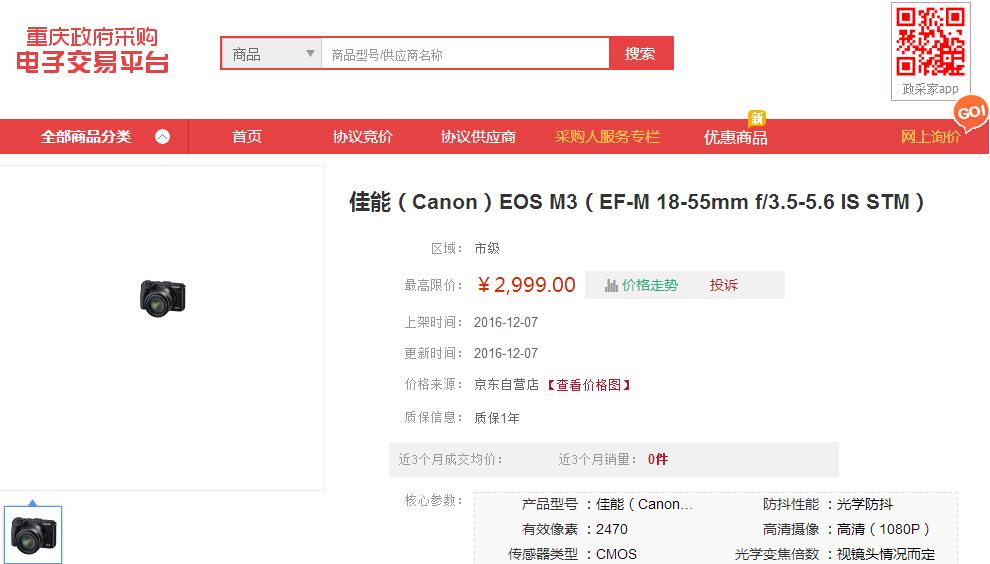 重庆政府采购
电子交易平台
商品 商品型号/供应商名称 搜索
政采家app
GO!
新
全部商品分类 首页 协议竞价 协议供应商 采购人服务专栏 优惠商品 网上询价
佳能（Canon）EOS M3（EF-M 18-55mm f/3.5-5.6 IS STM）
区域： 市级
最高限价： ¥2,999.00 价格走势 投诉
上架时间： 2016-12-07
更新时间： 2016-12-07
价格来源： 京东自营店【查看价格图】
质保信息： 质保1年
近3个月成交均价： 近3个月销量： 0件
核心参数： 产品型号 ：佳能（Canon... 防抖性能 ：光学防抖
有效像素 ：2470 高清摄像 ：高清（1080P）
传感器类型 ：CMOS 光学变焦倍数 ：视镜头情况而定